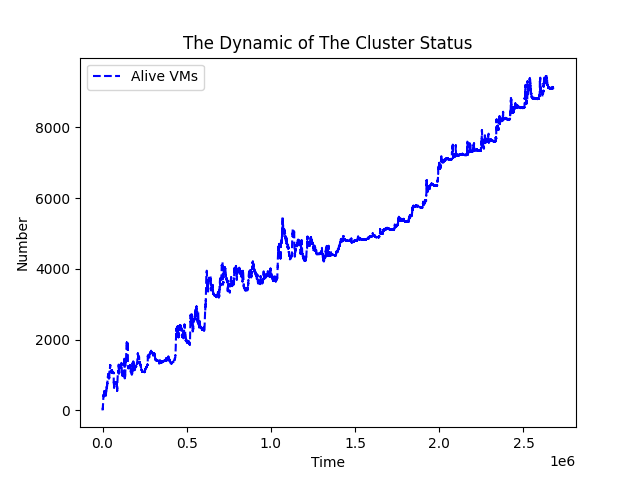 The Dynamic of The Cluster Status
Alive VMs
Number
8000
6000
4000
2000
0
0.0 0.5 1.0 1.5 2.0 2.5
1e6
Time